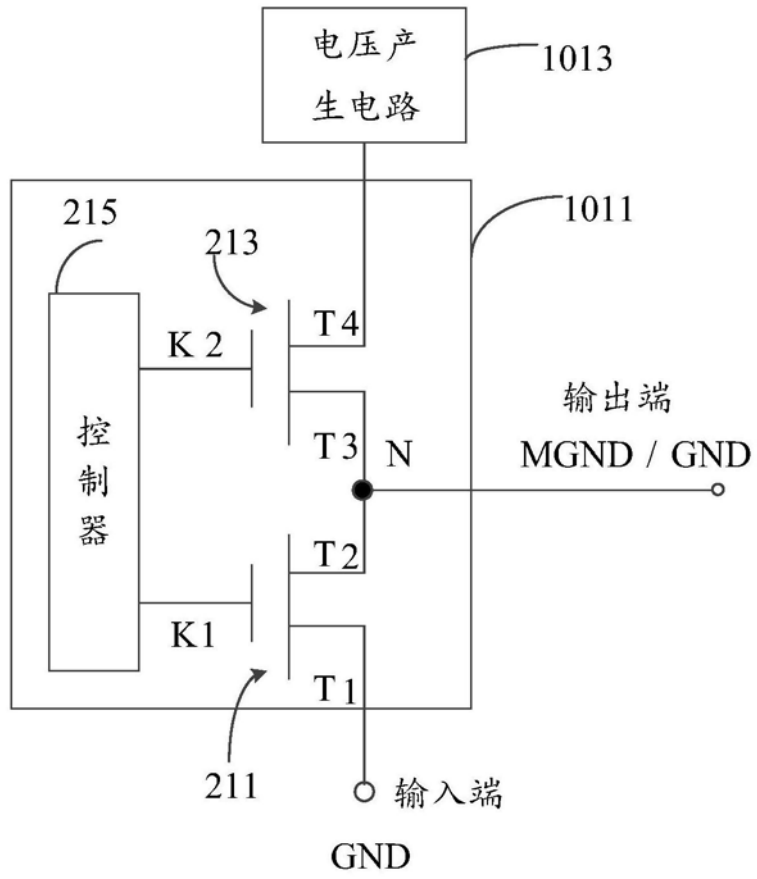 电压产
生电路
1013
1011
215
213
T4
K2
T3
N
输出端
MGND / GND
控
制
器
T2
K1
T1
211
输入端
GND